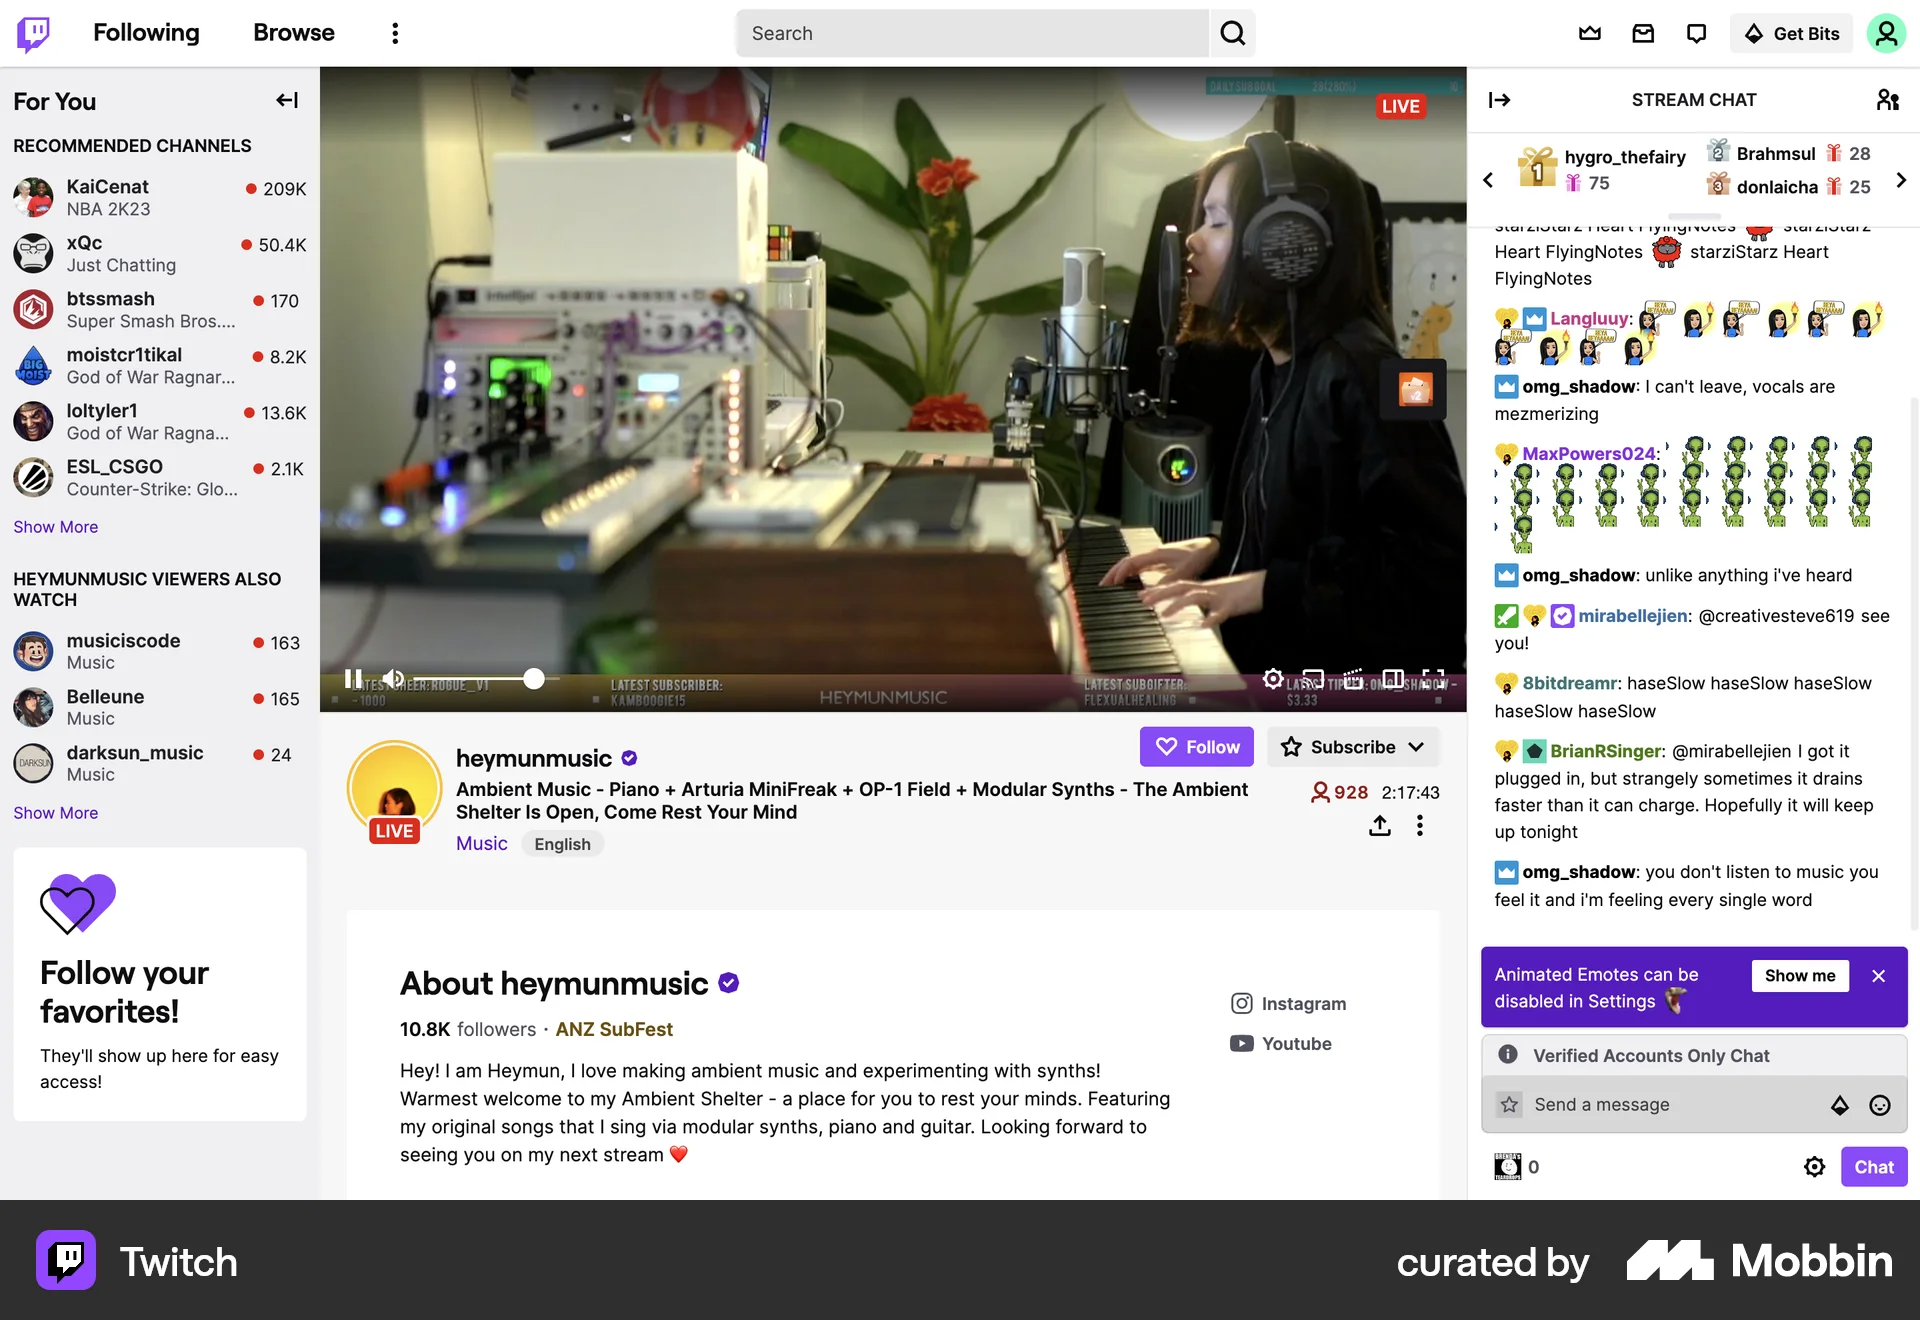 Following
Browse
Search
Get Bits
For You
RECOMMENDED CHANNELS
KaiCenat
209K
NBA 2K23
xQc
50.4K
Just Chatting
btssmash
170
Super Smash Bros....
moistcr1tikal
8.2K
God of War Ragnar...
loltyler1
13.6K
God of War Ragna...
ESL_CSGO
2.1K
Counter-Strike: Glo...
Show More
HEYMUNMUSIC VIEWERS ALSO
WATCH
musiciscode
163
Music
Belleune
165
Music
darksun_music
24
Music
Show More
Follow your
favorites!
They'll show up here for easy
access!
DAILY SUB GOAL
28(280%)
LIVE
LATEST SUBSCRIBER:
KAMBOOGIE15
HEYMUNMUSIC
LATEST SUBGIFTER:
FLEXUALHEALING
$3.33
- 1000
heymunmusic
Follow
Subscribe
Ambient Music - Piano + Arturia MiniFreak + OP-1 Field + Modular Synths - The Ambient
Shelter Is Open, Come Rest Your Mind
928
2:17:43
LIVE
Music
English
About heymunmusic
10.8K followers · ANZ SubFest
Hey! I am Heymun, I love making ambient music and experimenting with synths!
Warmest welcome to my Ambient Shelter - a place for you to rest your minds. Featuring
my original songs that I sing via modular synths, piano and guitar. Looking forward to
seeing you on my next stream ❤️
Instagram
Youtube
STREAM CHAT
1
hygro_thefairy
75
2
Brahmsul
28
3
donlaicha
25
starziStarz Heart FlyingNotes starziStarz
Heart FlyingNotes starziStarz Heart
FlyingNotes
Langluuy:
omg_shadow: I can't leave, vocals are
mezmerizing
MaxPowers024:
omg_shadow: unlike anything i've heard
mirabellejien: @creativesteve619 see
you!
8bitdreamr: haseSlow haseSlow haseSlow
haseSlow haseSlow
BrianRSinger: @mirabellejien I got it
plugged in, but strangely sometimes it drains
faster than it can charge. Hopefully it will keep
up tonight
omg_shadow: you don't listen to music you
feel it and i'm feeling every single word
Animated Emotes can be
disabled in Settings
Show me
Verified Accounts Only Chat
Send a message
0
Chat
Twitch
curated by
Mobbin